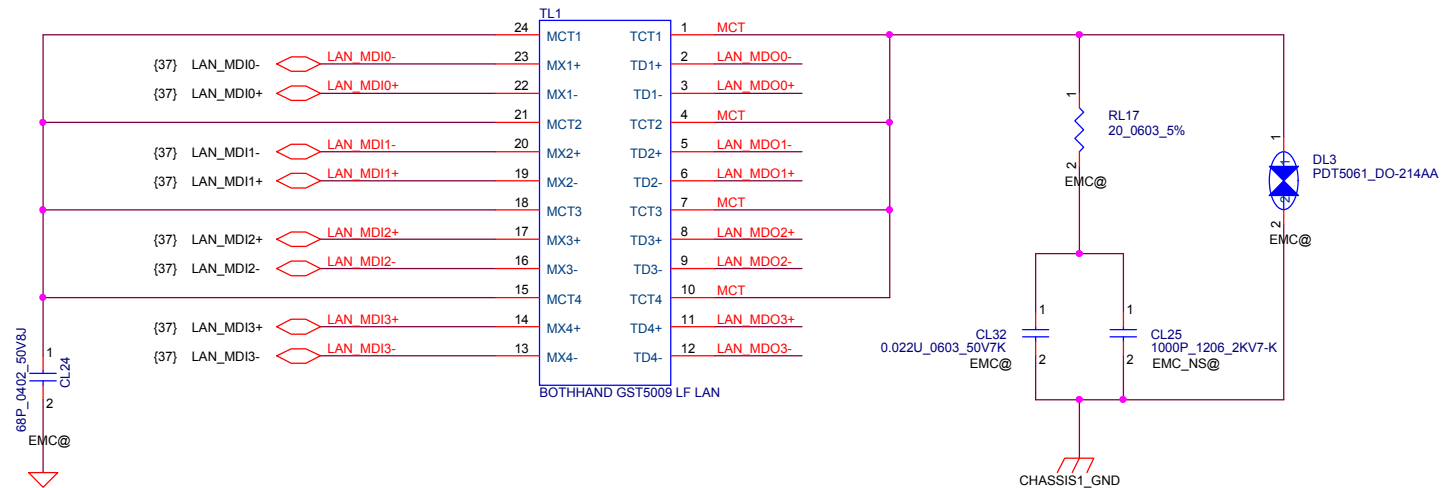 TL1
24 MCT1 TCT1 1 MCT
{37} LAN_MDI0- LAN_MDI0- 23 MX1+ TD1+ 2 LAN_MDO0-
{37} LAN_MDI0+ LAN_MDI0+ 22 MX1- TD1- 3 LAN_MDO0+
21 MCT2 TCT2 4 MCT
{37} LAN_MDI1- LAN_MDI1- 20 MX2+ TD2+ 5 LAN_MDO1-
{37} LAN_MDI1+ LAN_MDI1+ 19 MX2- TD2- 6 LAN_MDO1+
18 MCT3 TCT3 7 MCT
{37} LAN_MDI2+ LAN_MDI2+ 17 MX3+ TD3+ 8 LAN_MDO2+
{37} LAN_MDI2- LAN_MDI2- 16 MX3- TD3- 9 LAN_MDO2-
15 MCT4 TCT4 10 MCT
{37} LAN_MDI3+ LAN_MDI3+ 14 MX4+ TD4+ 11 LAN_MDO3+
{37} LAN_MDI3- LAN_MDI3- 13 MX4- TD4- 12 LAN_MDO3-
BOTHHAND GST5009 LF LAN
1
2
CL24
68P_0402_50V8J
EMC@
1
RL17
20_0603_5%
2
EMC@
1
1
2
DL3
PDT5061_DO-214AA
2
EMC@
1
CL32
0.022U_0603_50V7K
2
EMC@
1
CL25
1000P_1206_2KV7-K
2
EMC_NS@
CHASSIS1_GND